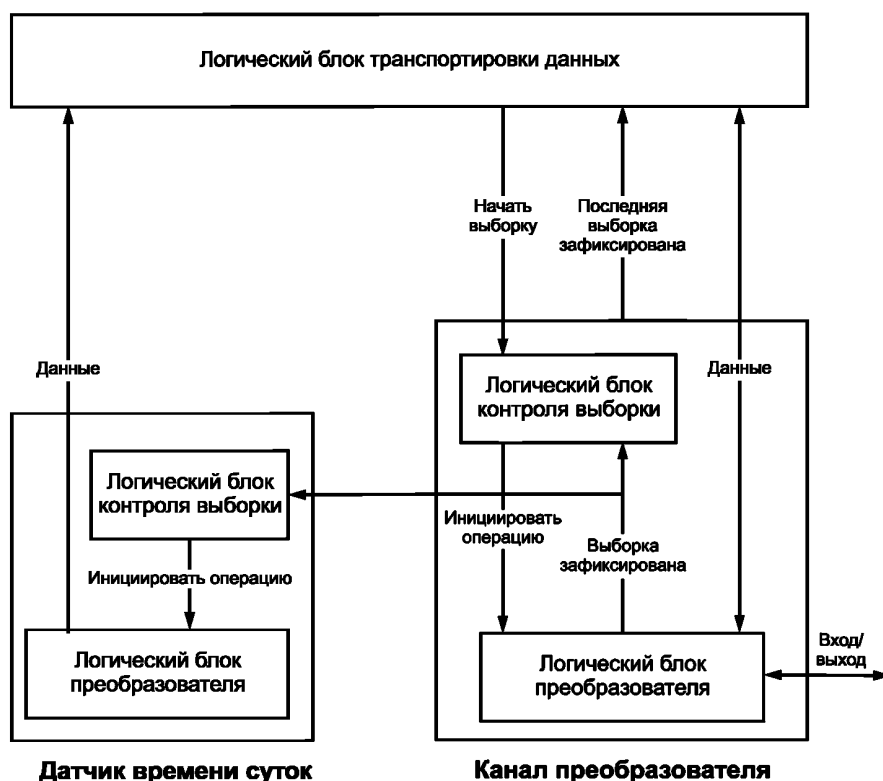 Логический блок транспортировки данных
Начать
выборку
Последняя
выборка
зафиксирована
Данные
Данные
Логический блок
контроля выборки
Логический блок
контроля выборки
Инициировать
операцию
Выборка
зафиксирована
Инициировать операцию
Логический блок
преобразователя
Логический блок
преобразователя
Вход/
выход
Датчик времени суток
Канал преобразователя